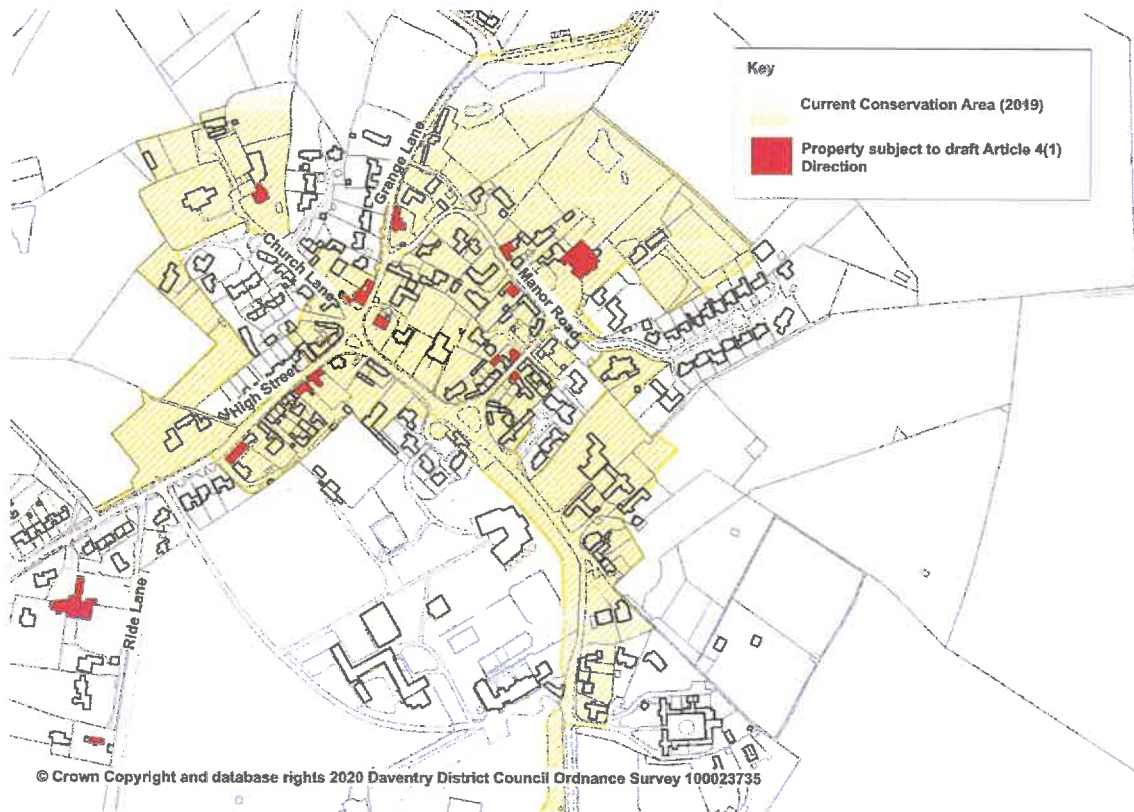 Key
Current Conservation Area (2019)
Property subject to draft Article 4(1)
Direction
Grange Lane
Church Lane
Manor Road
High Street
Ride Lane
© Crown Copyright and database rights 2020 Daventry District Council Ordnance Survey 100023735